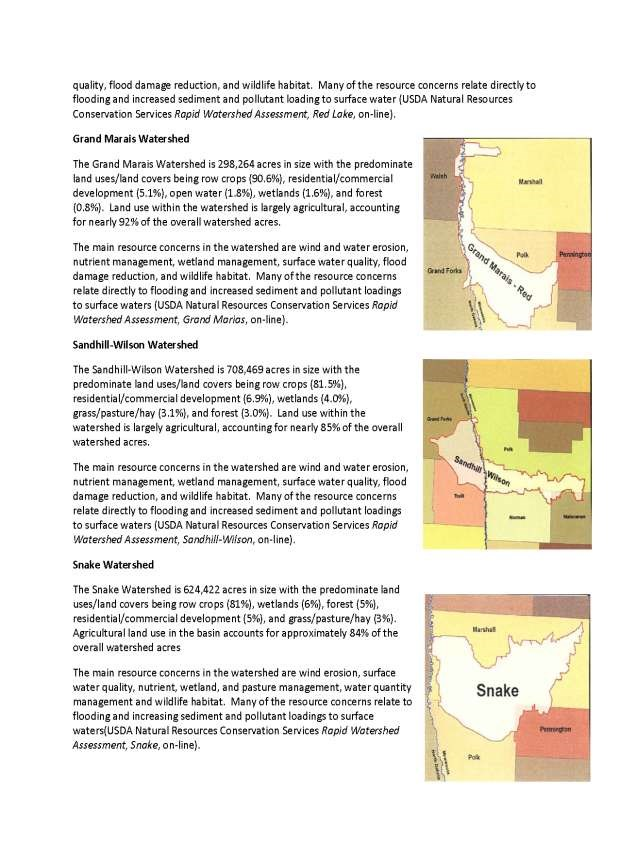 quality, flood damage reduction, and wildlife habitat.  Many of the resource concerns relate directly to
flooding and increased sediment and pollutant loading to surface water (USDA Natural Resources
Conservation Services Rapid Watershed Assessment, Red Lake, on-line).
Grand Marais Watershed
The Grand Marais Watershed is 298,264 acres in size with the predominate
land uses/land covers being row crops (90.6%), residential/commercial
development (5.1%), open water (1.8%), wetlands (1.6%), and forest
(0.8%).  Land use within the watershed is largely agricultural, accounting
for nearly 92% of the overall watershed acres.
The main resource concerns in the watershed are wind and water erosion,
nutrient management, wetland management, surface water quality, flood
damage reduction, and wildlife habitat.  Many of the resource concerns
relate directly to flooding and increased sediment and pollutant loadings
to surface waters (USDA Natural Resources Conservation Services Rapid
Watershed Assessment, Grand Marias, on-line).
Walsh
Marshall
Polk
Pennington
Grand Forks
Grand Marais - Red
Minnesota
North Dakota
Sandhill-Wilson Watershed
The Sandhill-Wilson Watershed is 708,469 acres in size with the
predominate land uses/land covers being row crops (81.5%),
residential/commercial development (6.9%), wetlands (4.0%),
grass/pasture/hay (3.1%), and forest (3.0%).  Land use within the
watershed is largely agricultural, accounting for nearly 85% of the overall
watershed acres.
The main resource concerns in the watershed are wind and water erosion,
nutrient management, wetland management, surface water quality, flood
damage reduction, and wildlife habitat.  Many of the resource concerns
relate directly to flooding and increased sediment and pollutant loadings
to surface waters (USDA Natural Resources Conservation Services Rapid
Watershed Assessment, Sandhill-Wilson, on-line).
Grand Forks
Polk
Sandhill - Wilson
Traill
Norman
Mahnomen
Snake Watershed
The Snake Watershed is 624,422 acres in size with the predominate land
uses/land covers being row crops (81%), wetlands (6%), forest (5%),
residential/commercial development (5%), and grass/pasture/hay (3%).
Agricultural land use in the basin accounts for approximately 84% of the
overall watershed acres
The main resource concerns in the watershed are wind erosion, surface
water quality, nutrient, wetland, and pasture management, water quantity
management and wildlife habitat.  Many of the resource concerns relate to
flooding and increasing sediment and pollutant loadings to surface
waters(USDA Natural Resources Conservation Services Rapid Watershed
Assessment, Snake, on-line).
Marshall
Snake
Pennington
Polk
Minnesota
North Dakota